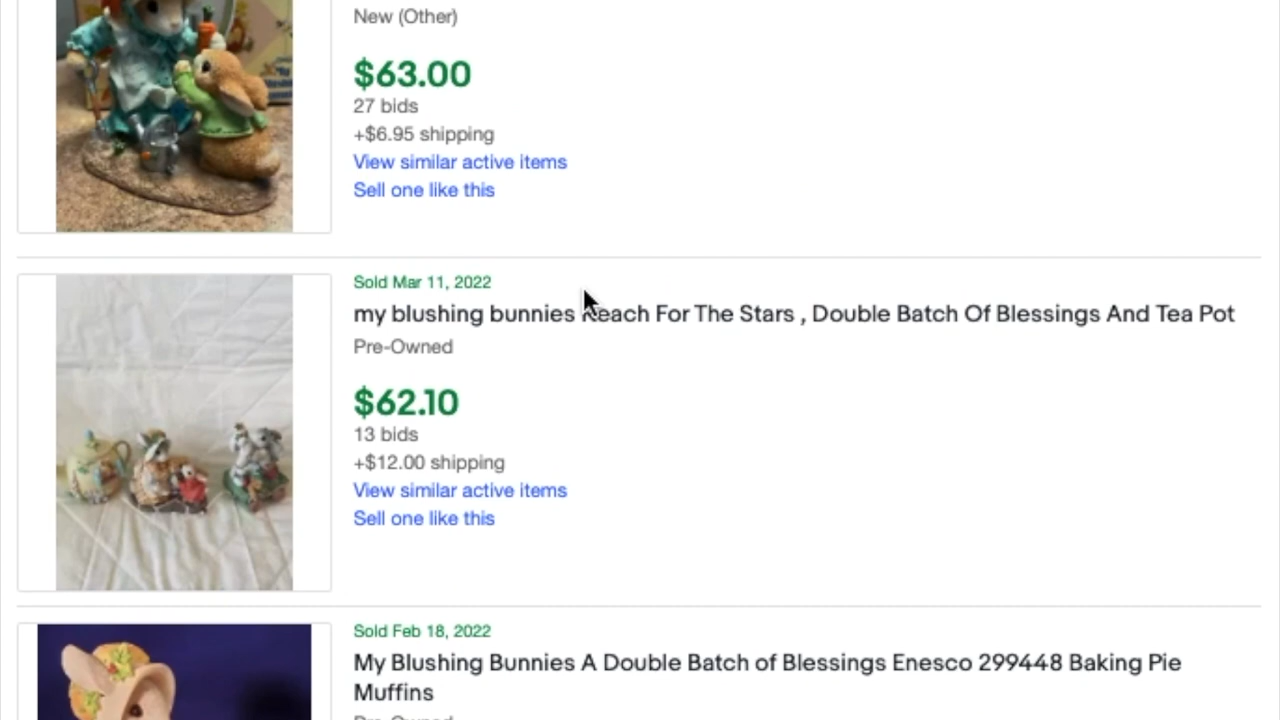 New (Other)
$63.00
27 bids
+$6.95 shipping
View similar active items
Sell one like this
Sold Mar 11, 2022
my blushing bunnies Reach For The Stars , Double Batch Of Blessings And Tea Pot
Pre-Owned
$62.10
13 bids
+$12.00 shipping
View similar active items
Sell one like this
Sold Feb 18, 2022
My Blushing Bunnies A Double Batch of Blessings Enesco 299448 Baking Pie
Muffins
Pre-Owned